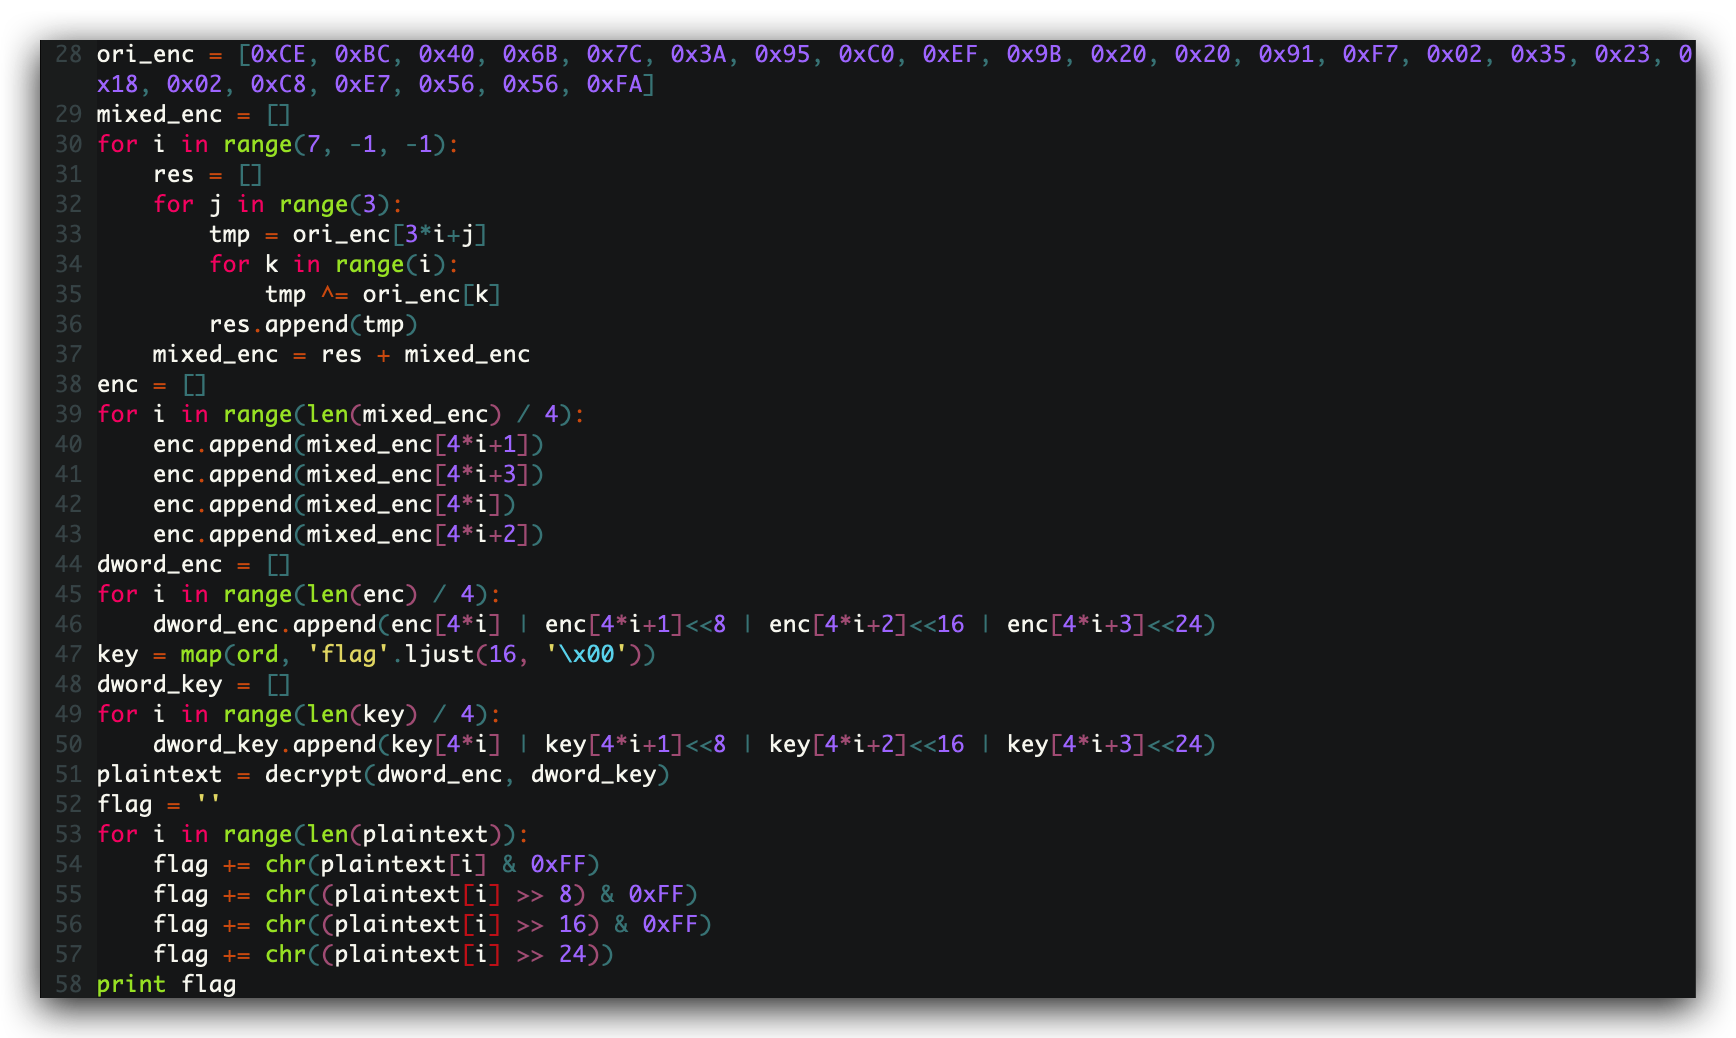 28 ori_enc = [0xCE, 0xBC, 0x40, 0x6B, 0x7C, 0x3A, 0x95, 0xC0, 0xEF, 0x9B, 0x20, 0x20, 0x91, 0xF7, 0x02, 0x35, 0x23, 0
x18, 0x02, 0xC8, 0xE7, 0x56, 0x56, 0xFA]
29 mixed_enc = []
30 for i in range(7, -1, -1):
31     res = []
32     for j in range(3):
33         tmp = ori_enc[3*i+j]
34         for k in range(i):
35             tmp ^= ori_enc[k]
36         res.append(tmp)
37     mixed_enc = res + mixed_enc
38 enc = []
39 for i in range(len(mixed_enc) / 4):
40     enc.append(mixed_enc[4*i+1])
41     enc.append(mixed_enc[4*i+3])
42     enc.append(mixed_enc[4*i])
43     enc.append(mixed_enc[4*i+2])
44 dword_enc = []
45 for i in range(len(enc) / 4):
46     dword_enc.append(enc[4*i] | enc[4*i+1]<<8 | enc[4*i+2]<<16 | enc[4*i+3]<<24)
47 key = map(ord, 'flag'.ljust(16, '\x00'))
48 dword_key = []
49 for i in range(len(key) / 4):
50     dword_key.append(key[4*i] | key[4*i+1]<<8 | key[4*i+2]<<16 | key[4*i+3]<<24)
51 plaintext = decrypt(dword_enc, dword_key)
52 flag = ''
53 for i in range(len(plaintext)):
54     flag += chr(plaintext[i] & 0xFF)
55     flag += chr((plaintext[i] >> 8) & 0xFF)
56     flag += chr((plaintext[i] >> 16) & 0xFF)
57     flag += chr((plaintext[i] >> 24))
58 print flag